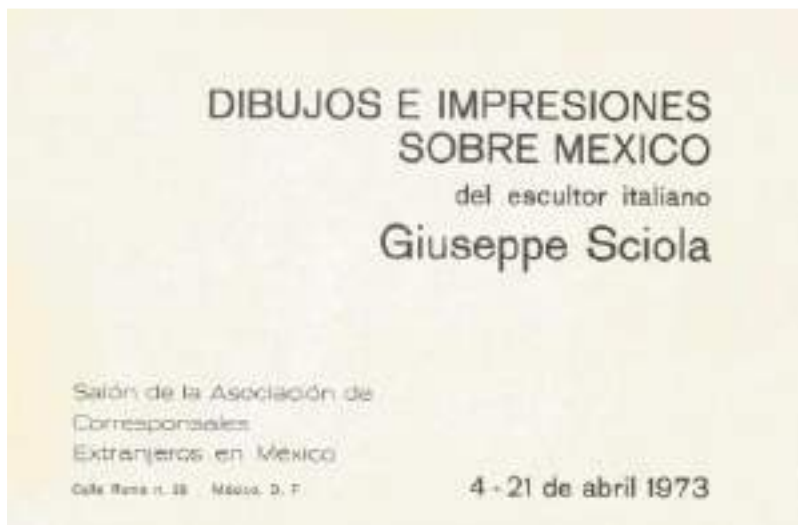 DIBUJOS E IMPRESIONES
SOBRE MEXICO
del escultor italiano
Giuseppe Sciola
Salón de la Asociación de
Corresponsales
Extranjeros en México
Calle Roma n. México, D. F.
4 - 21 de abril 1973